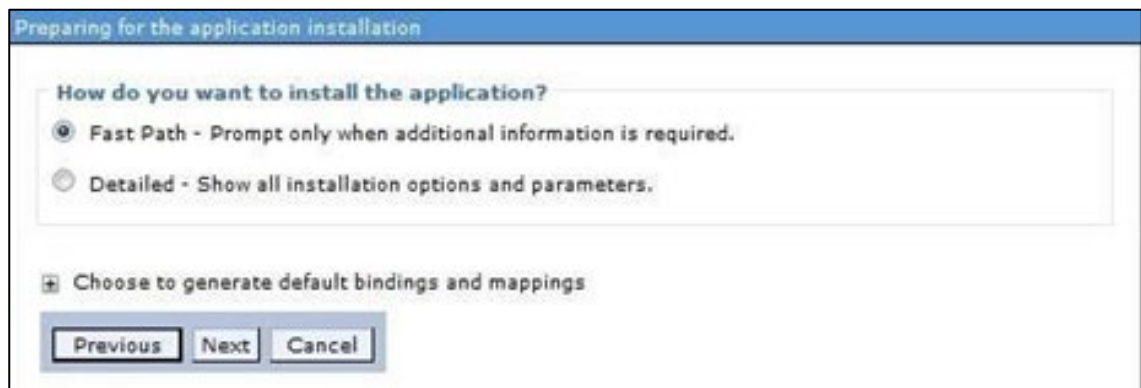 Preparing for the application installation
How do you want to install the application?
Fast Path - Prompt only when additional information is required.
Detailed - Show all installation options and parameters.
Choose to generate default bindings and mappings
Previous Next Cancel